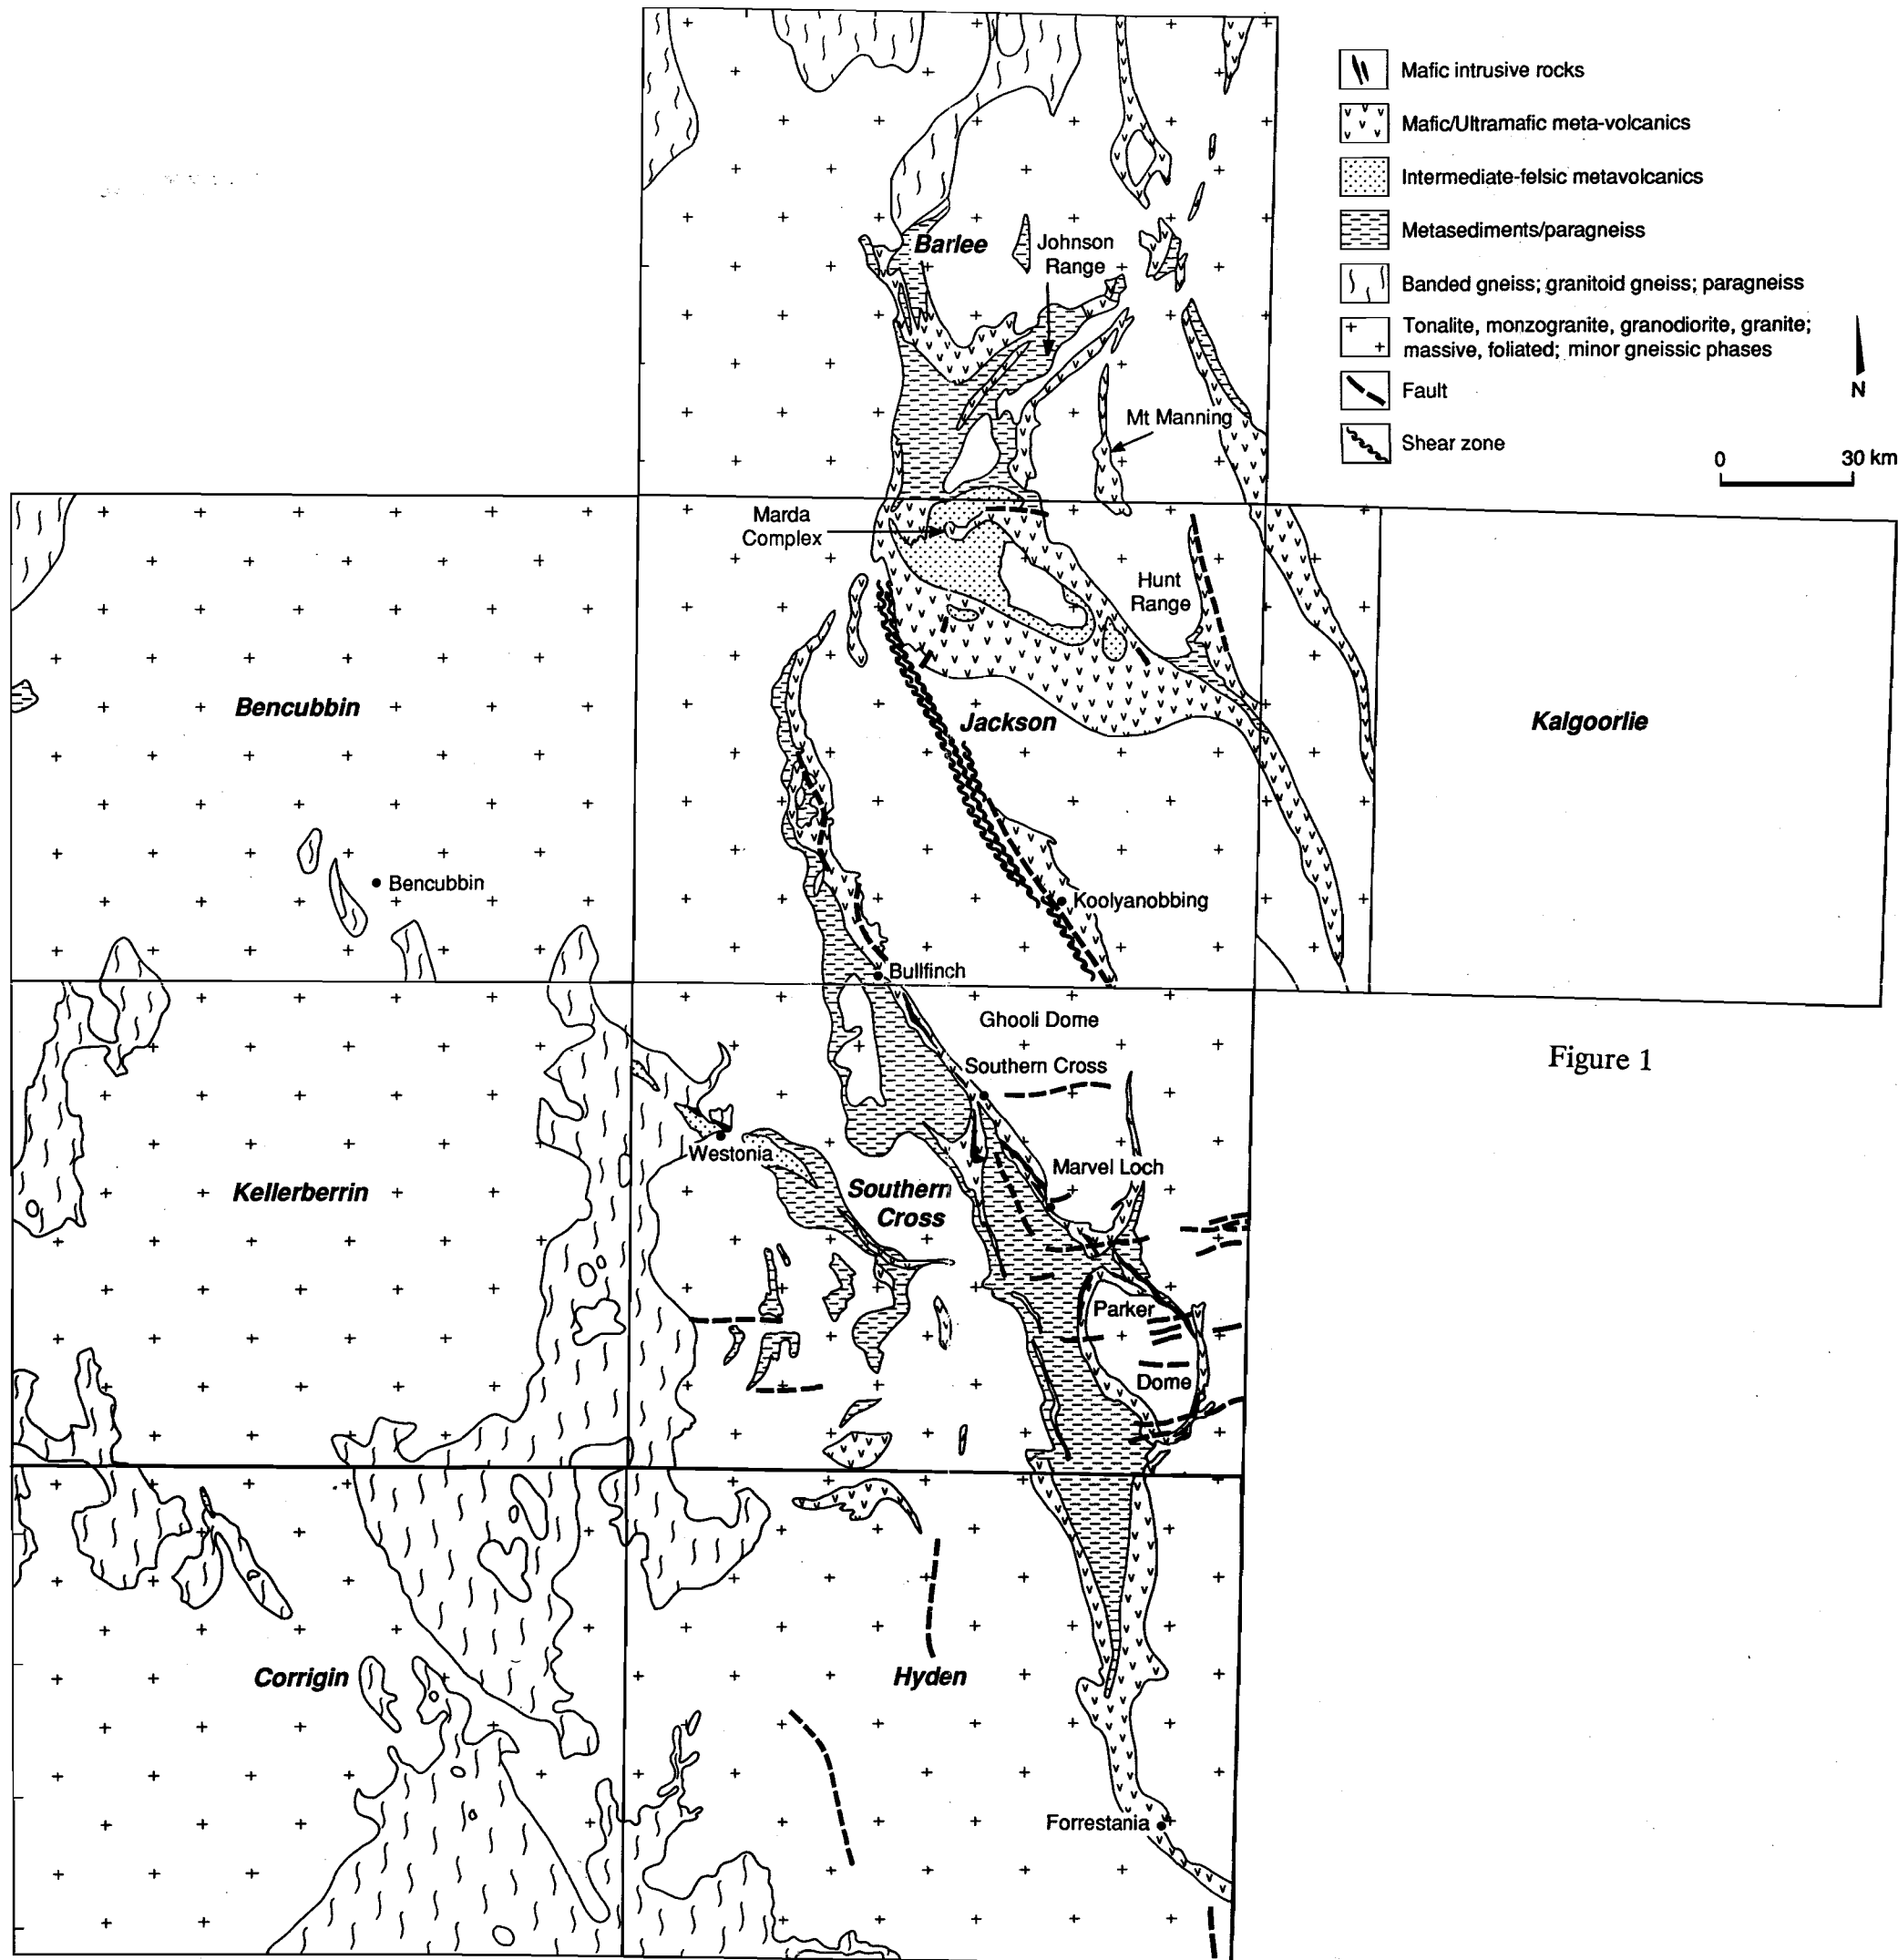 Mafic intrusive rocks
Mafic/Ultramafic meta-volcanics
Intermediate-felsic metavolcanics
Metasediments/paragneiss
Banded gneiss; granitoid gneiss; paragneiss
Tonalite, monzogranite, granodiorite, granite;
massive, foliated; minor gneissic phases
Fault
Shear zone
N
0 30 km
Barlee
Johnson
Range
Mt Manning
Marda
Complex
Hunt
Range
Bencubbin
Jackson
Kalgoorlie
Bencubbin
Koolyanobbing
Bullfinch
Ghooli Dome
Southern Cross
Figure 1
Westonia
Marvel Loch
Kellerberrin
Southern
Cross
Parker
Dome
Corrigin
Hyden
Forrestania